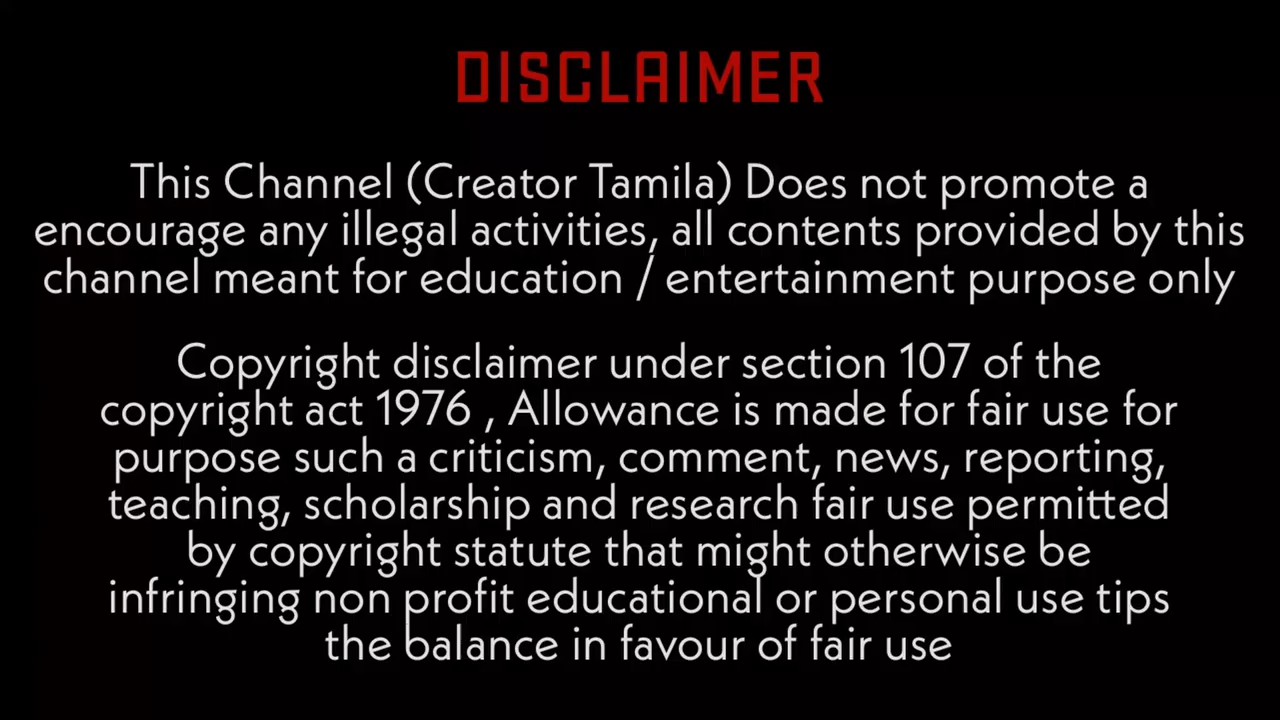 DISCLAIMER
This Channel (Creator Tamila) Does not promote a
encourage any illegal activities, all contents provided by this
channel meant for education / entertainment purpose only
Copyright disclaimer under section 107 of the
copyright act 1976 , Allowance is made for fair use for
purpose such a criticism, comment, news, reporting,
teaching, scholarship and research fair use permitted
by copyright statute that might otherwise be
infringing non profit educational or personal use tips
the balance in favour of fair use